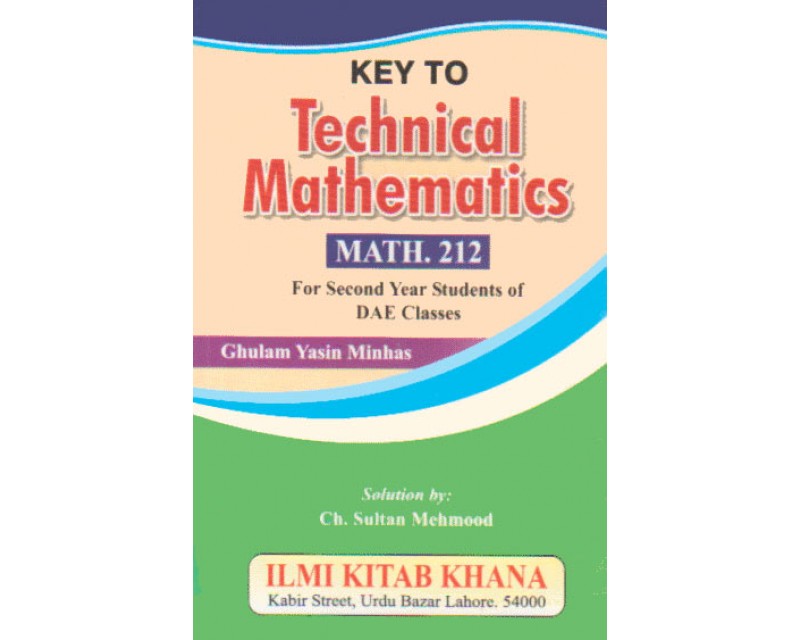 KEY TO
Technical
Mathematics
MATH. 212
For Second Year Students of
DAE Classes
Ghulam Yasin Minhas
Solution by:
Ch. Sultan Mehmood
ILMI KITAB KHANA
Kabir Street, Urdu Bazar Lahore. 54000